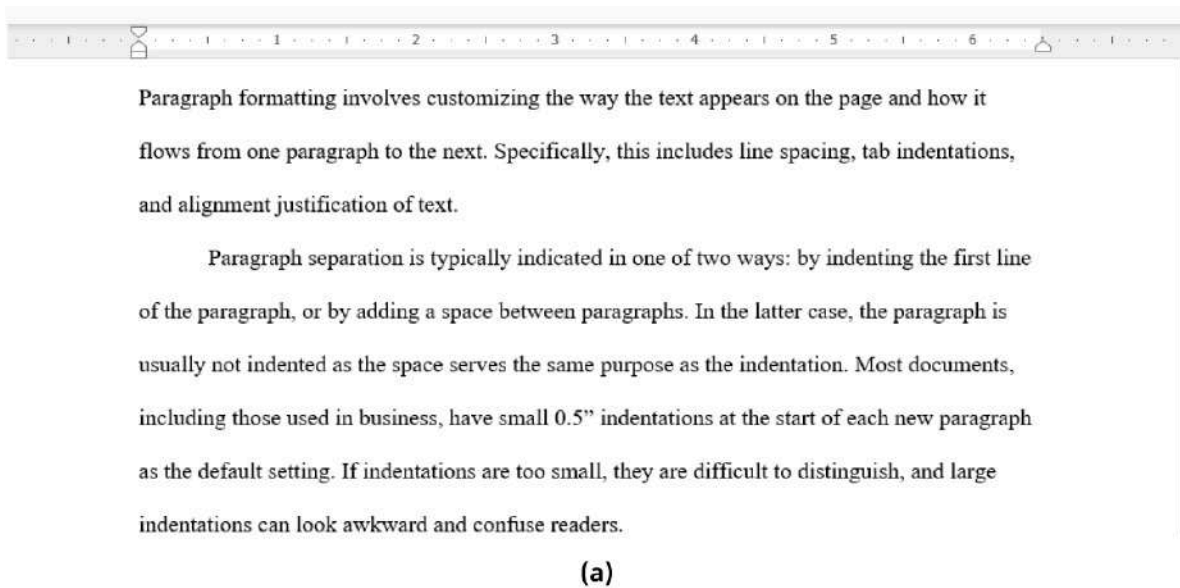 1 2 3 4 5 6
Paragraph formatting involves customizing the way the text appears on the page and how it
flows from one paragraph to the next. Specifically, this includes line spacing, tab indentations,
and alignment justification of text.
Paragraph separation is typically indicated in one of two ways: by indenting the first line
of the paragraph, or by adding a space between paragraphs. In the latter case, the paragraph is
usually not indented as the space serves the same purpose as the indentation. Most documents,
including those used in business, have small 0.5” indentations at the start of each new paragraph
as the default setting. If indentations are too small, they are difficult to distinguish, and large
indentations can look awkward and confuse readers.
(a)